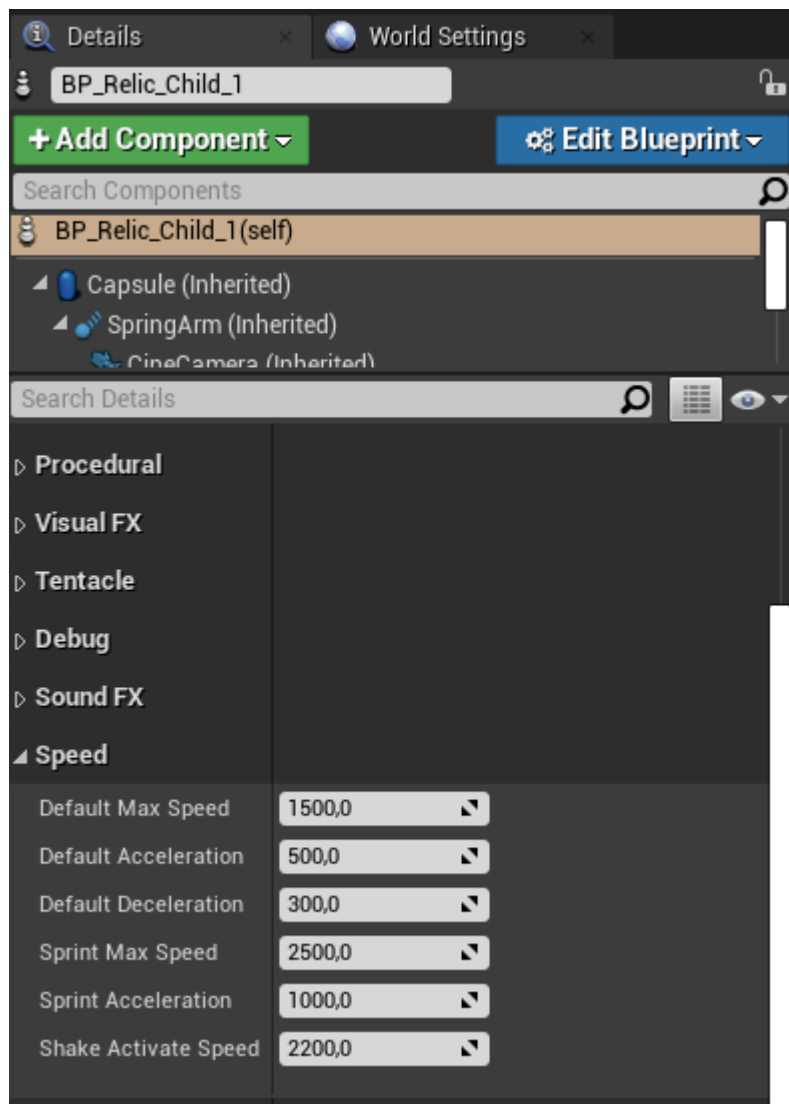 Details
World Settings
BP_Relic_Child_1
+Add Component
Edit Blueprint
Search Components
BP_Relic_Child_1(self)
Capsule (Inherited)
SpringArm (Inherited)
CineCamera (Inherited)
Search Details
Procedural
Visual FX
Tentacle
Debug
Sound FX
Speed
Default Max Speed 1500,0
Default Acceleration 500,0
Default Deceleration 300,0
Sprint Max Speed 2500,0
Sprint Acceleration 1000,0
Shake Activate Speed 2200,0